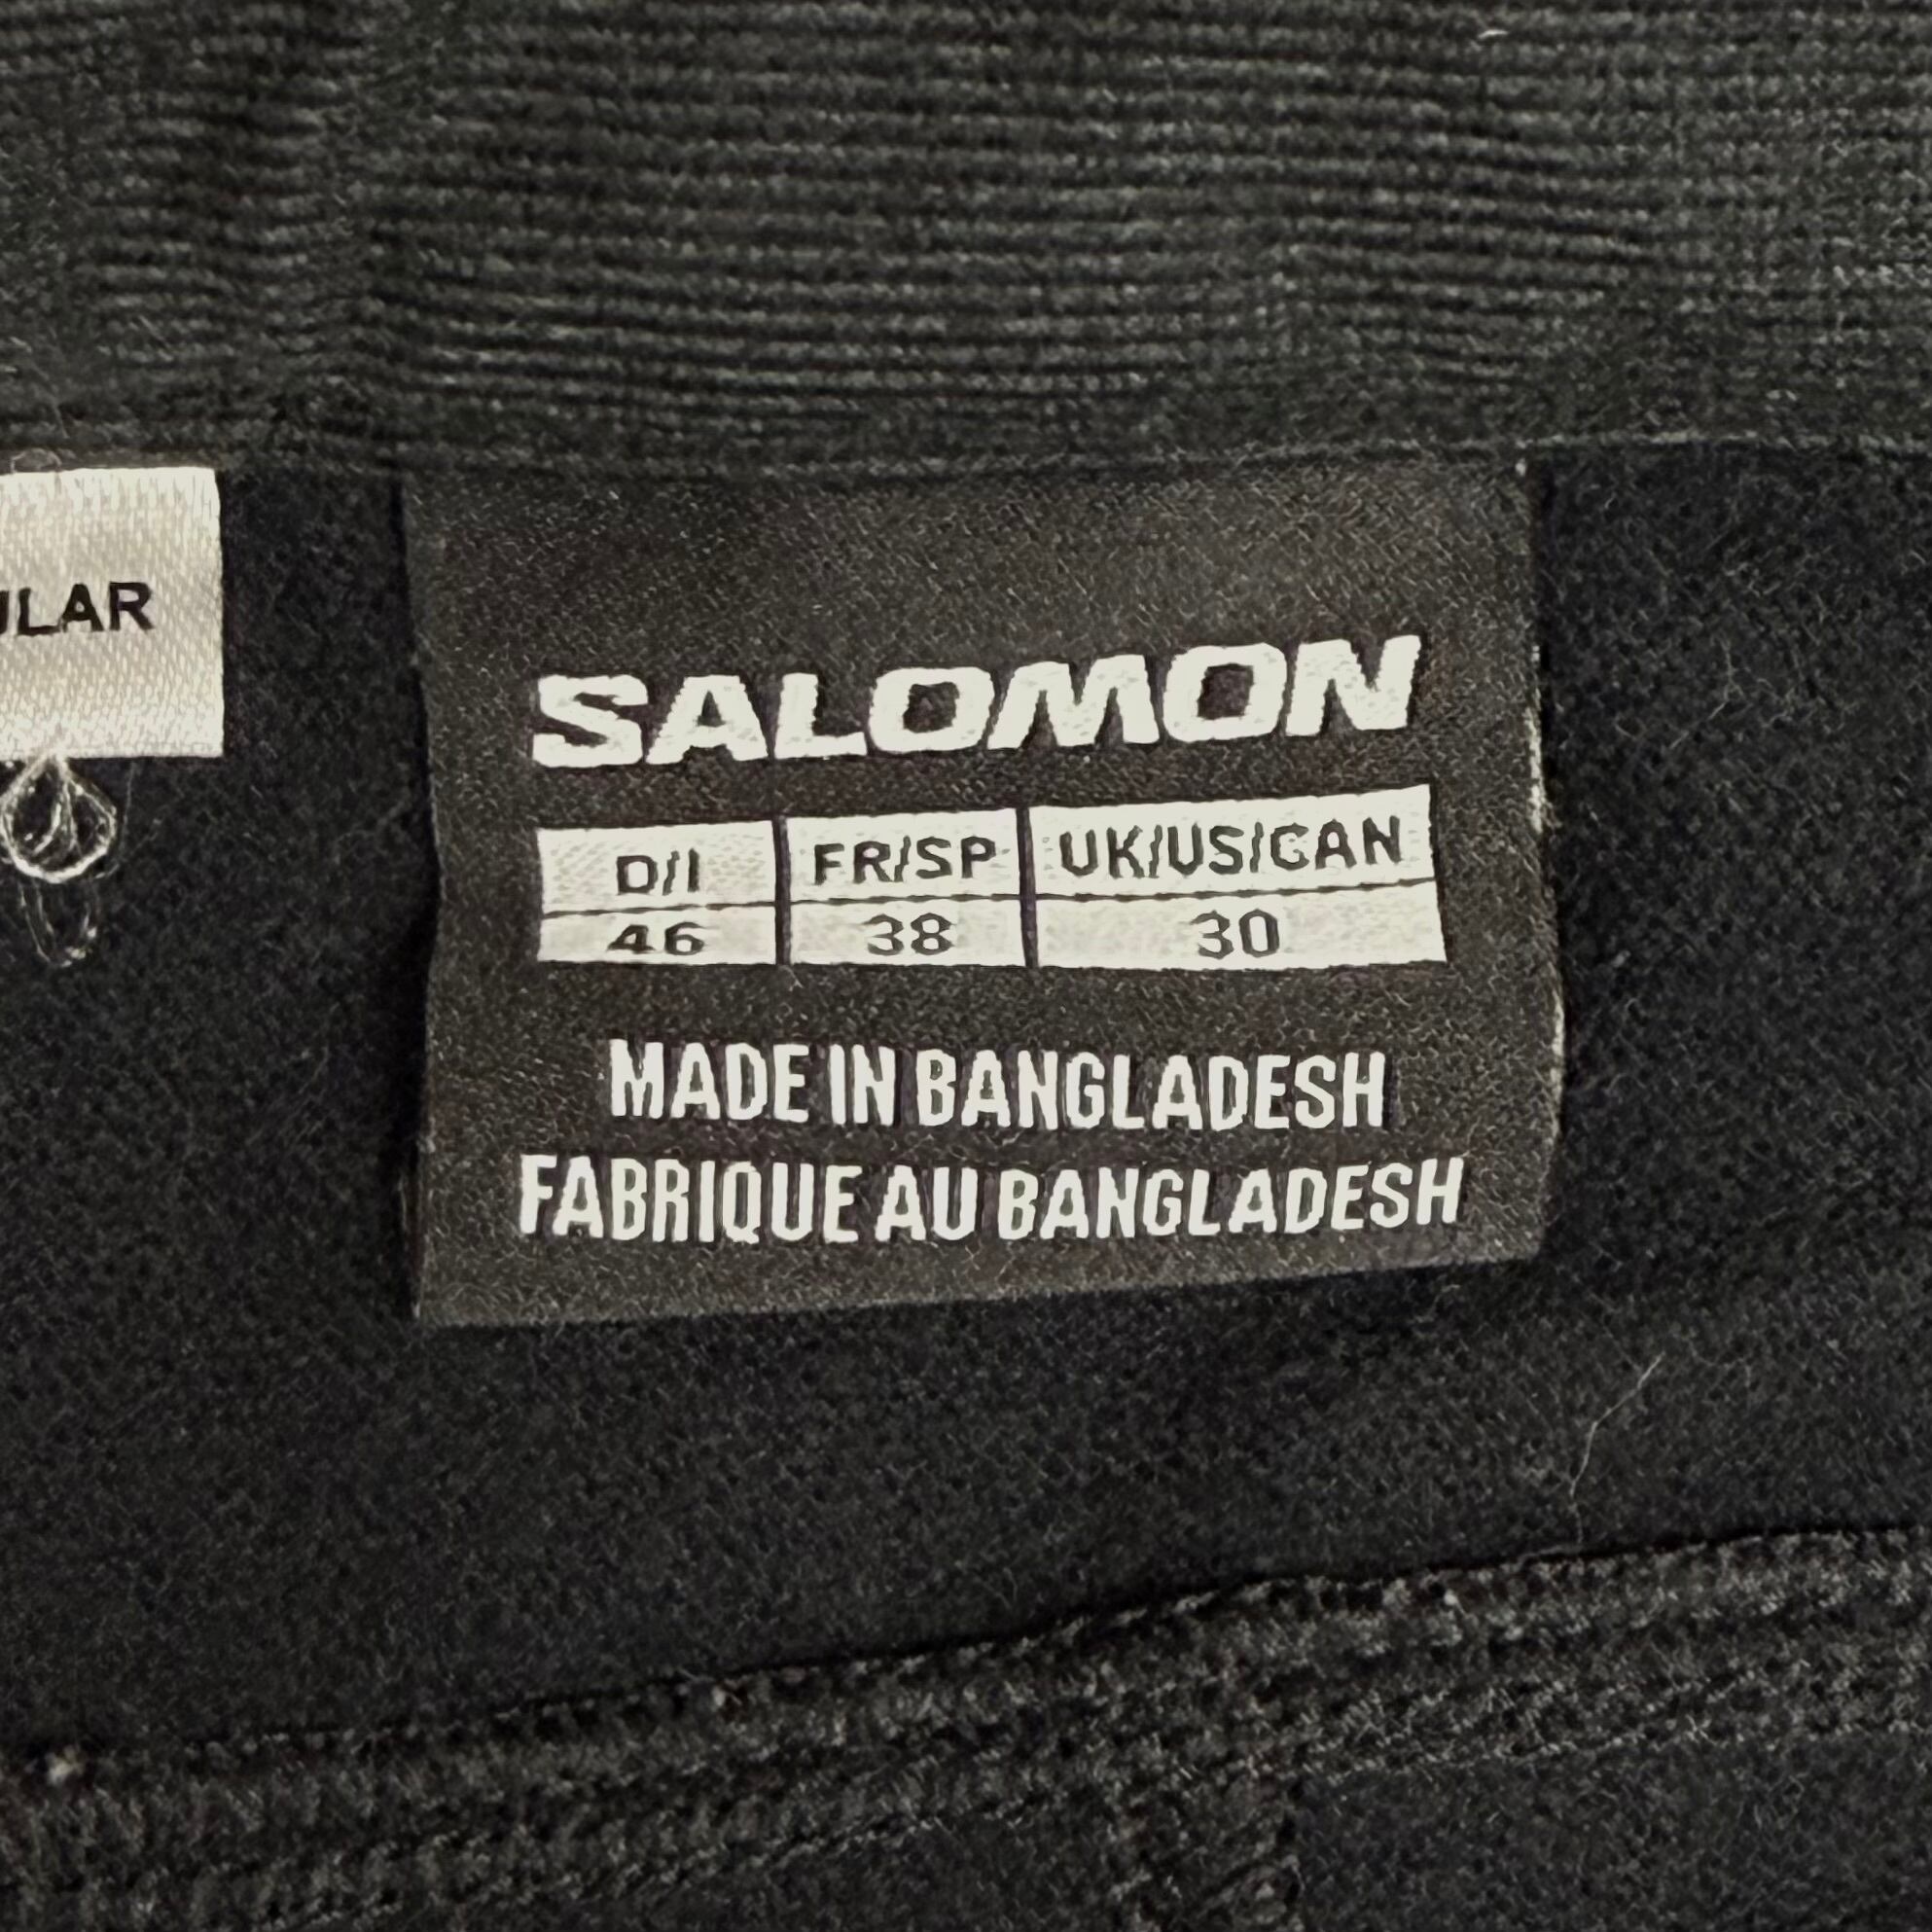 ULAR
SALOMON
D/I FR/SP UK/US/CAN
46 38 30
MADE IN BANGLADESH
FABRIQUE AU BANGLADESH